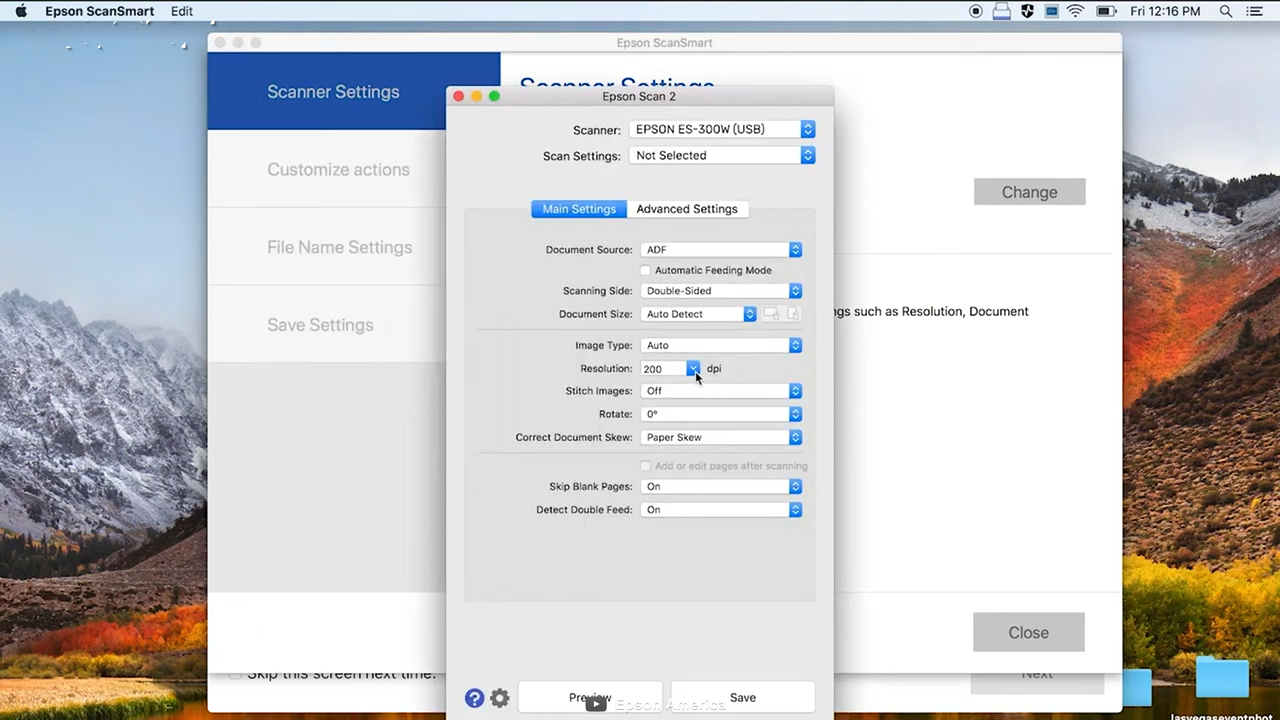 Epson ScanSmart Edit Fri 12:16 PM
Epson ScanSmart
Scanner Settings
Scanner Settings
Customize actions
File Name Settings
Save Settings
Change
ngs such as Resolution, Document
Close
Skip this screen next time.
Next
Epson Scan 2
Scanner: EPSON ES-300W (USB)
Scan Settings: Not Selected
Main Settings Advanced Settings
Document Source: ADF
Automatic Feeding Mode
Scanning Side: Double-Sided
Document Size: Auto Detect
Image Type: Auto
Resolution: 200 dpi
Stitch Images: Off
Rotate: 0°
Correct Document Skew: Paper Skew
Add or edit pages after scanning
Skip Blank Pages: On
Detect Double Feed: On
? Preview Save
Epson America
lasvegaseventphot